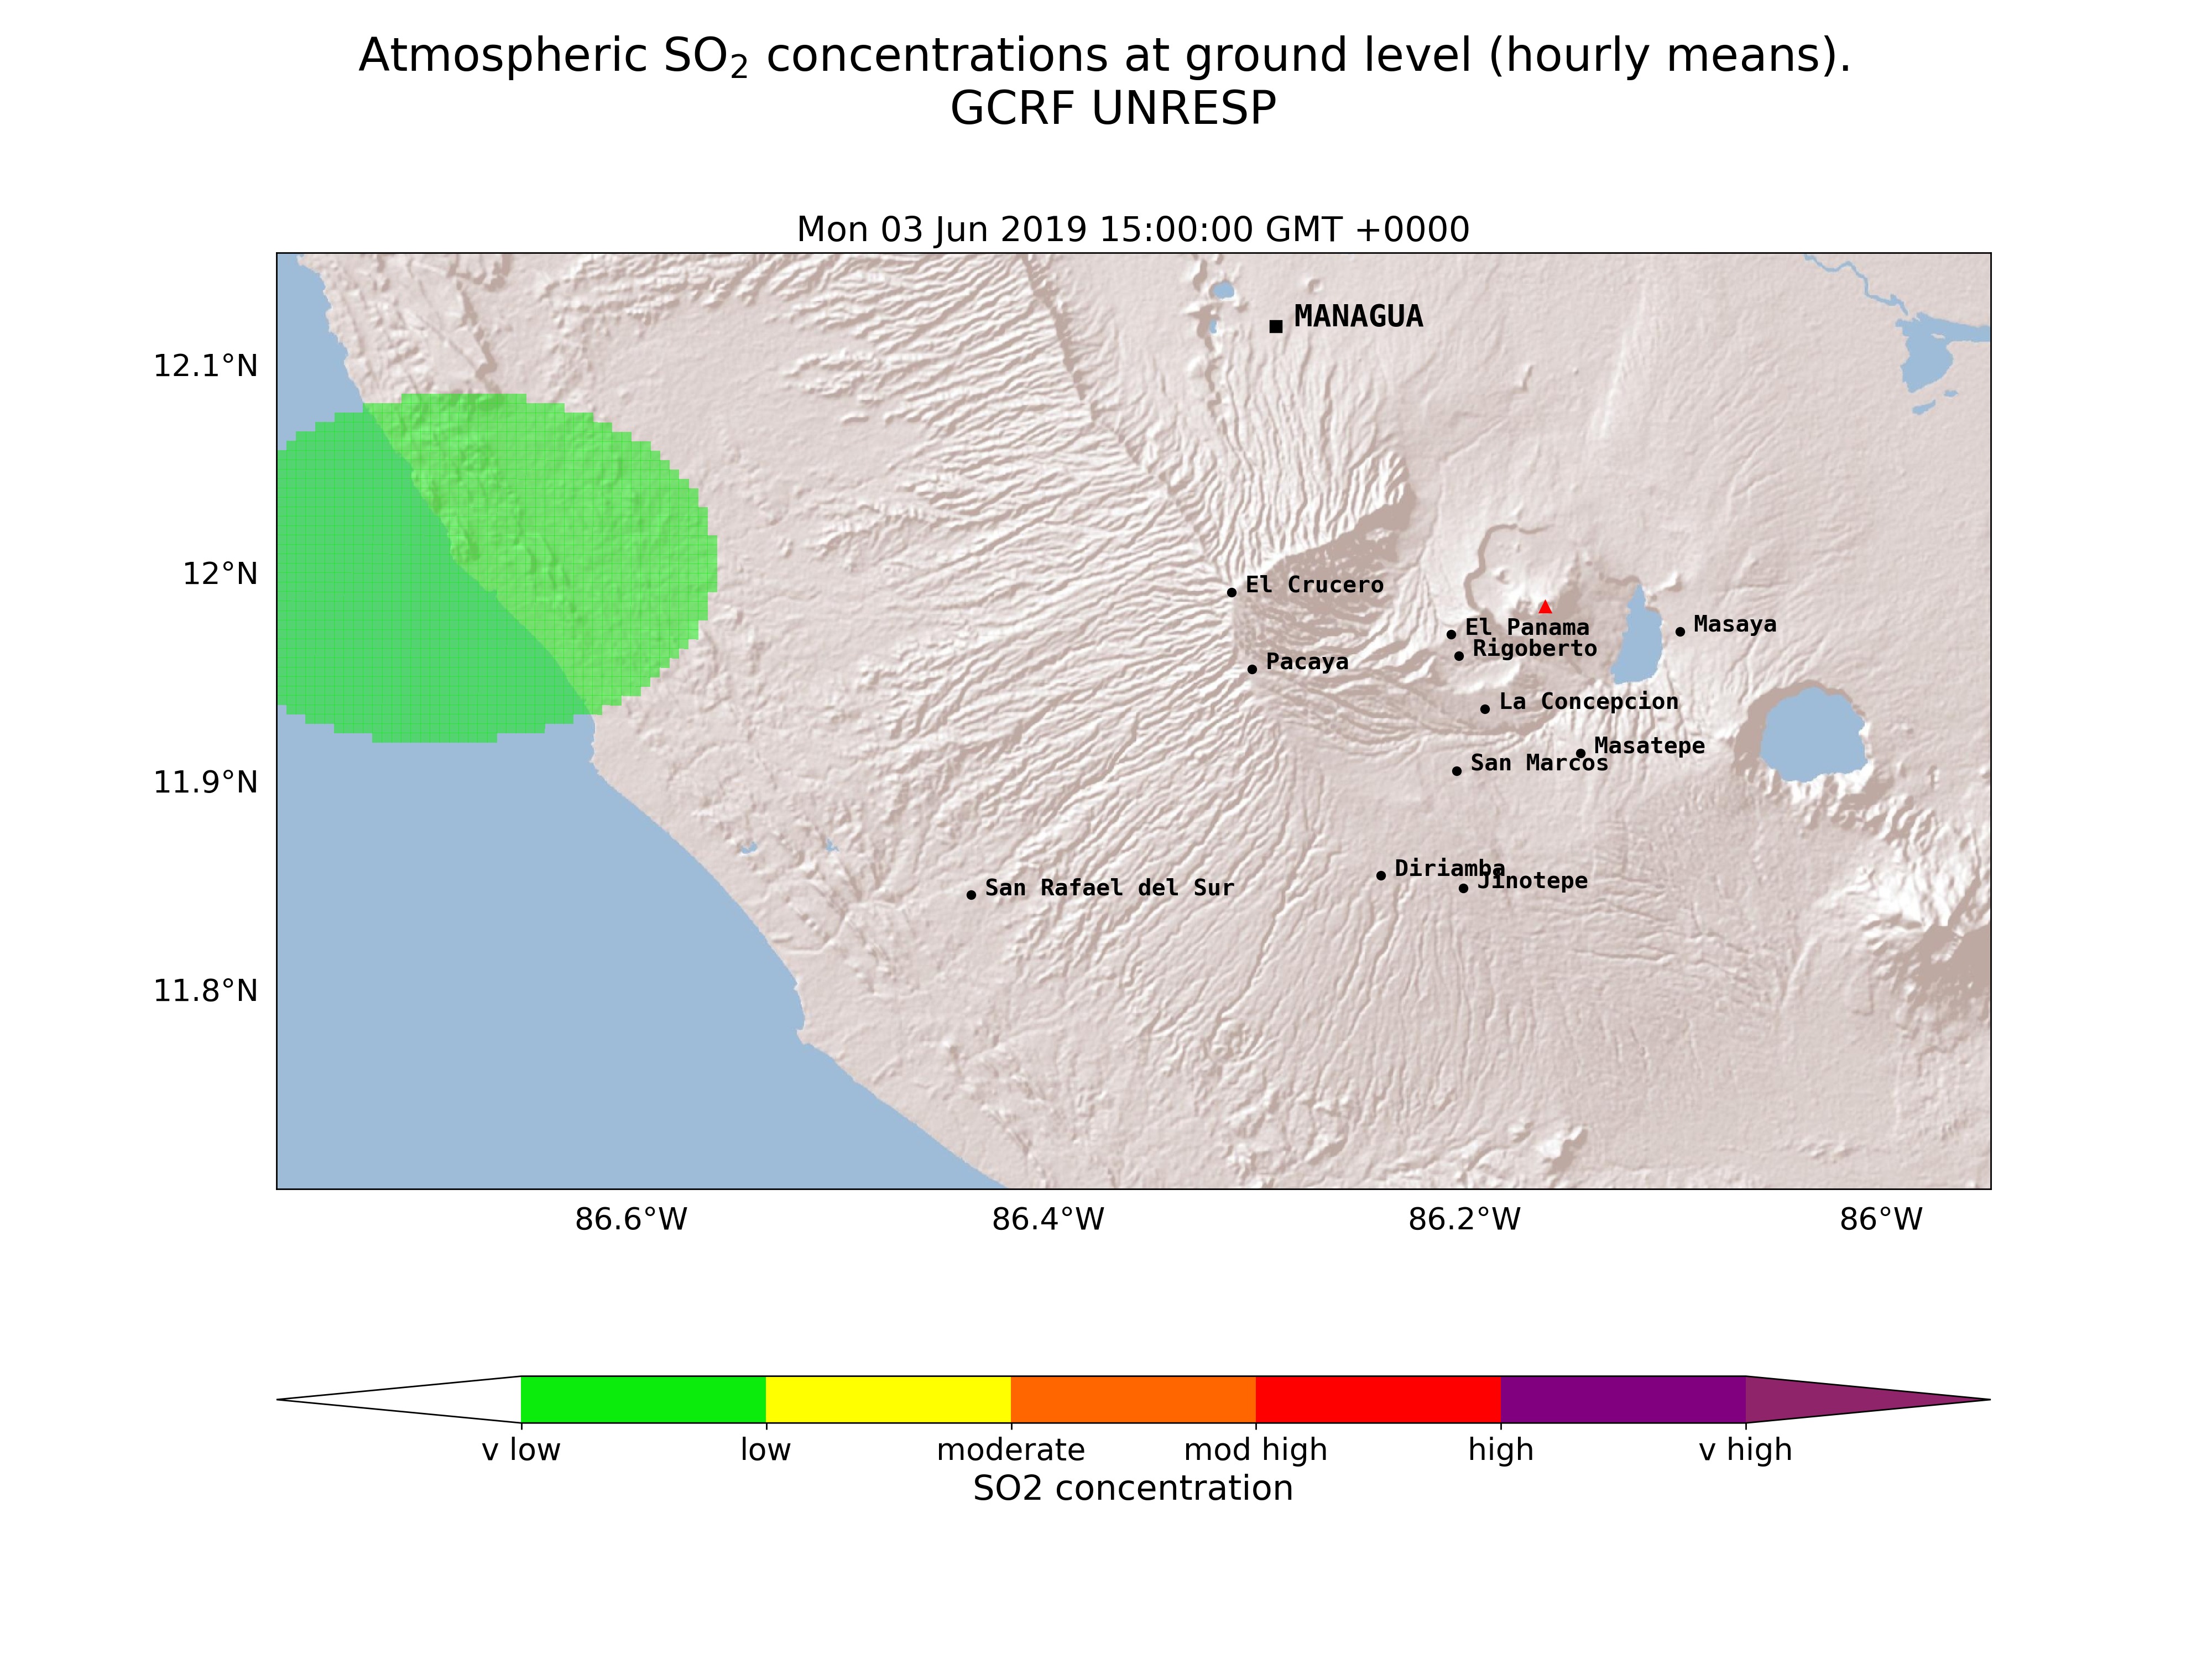 Atmospheric SO₂ concentrations at ground level (hourly means).
GCRF UNRESP
Mon 03 Jun 2019 15:00:00 GMT +0000
MANAGUA
12.1°N
12°N
El Crucero
El Panama
Masaya
Rigoberto
Pacaya
La Concepcion
Masatepe
San Marcos
11.9°N
Diriamba
Jinotepe
San Rafael del Sur
11.8°N
86.6°W 86.4°W 86.2°W 86°W
v low low moderate mod high high v high
SO2 concentration